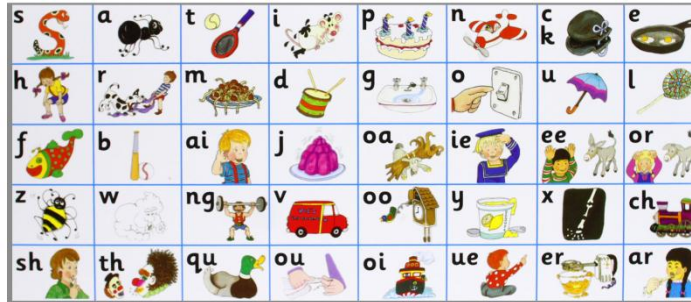 s a t i p n c k e
h r m d g o u l
f b ai j oa ie ee or
z w ng v oo y x ch
sh th qu ou oi ue er ar